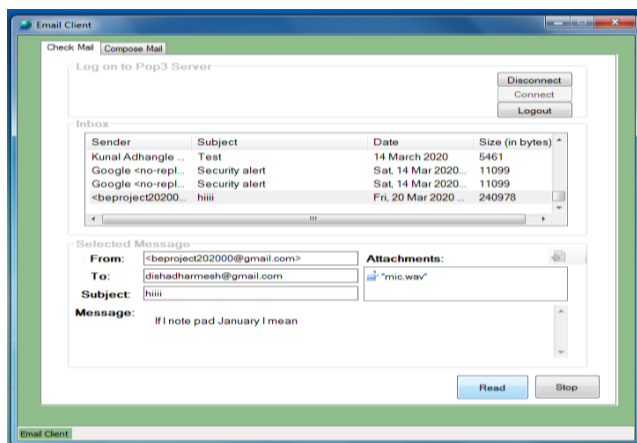 Email Client
Check Mail Compose Mail
Log on to Pop3 Server
Disconnect
Connect
Logout
Inbox
Sender Subject Date Size (in bytes)
Kunal Adhangle ... Test 14 March 2020 5461
Google <no-repl... Security alert Sat, 14 Mar 2020... 11099
Google <no-repl... Security alert Sat, 14 Mar 2020... 11099
<beproject20200... hiiii Fri, 20 Mar 2020 ... 240978
Selected Message
From: <beproject202000@gmail.com> Attachments:
To: dishadharmesh@gmail.com "mic.wav"
Subject: hiiii
Message: If I note pad January I mean
Read Stop
Email Client